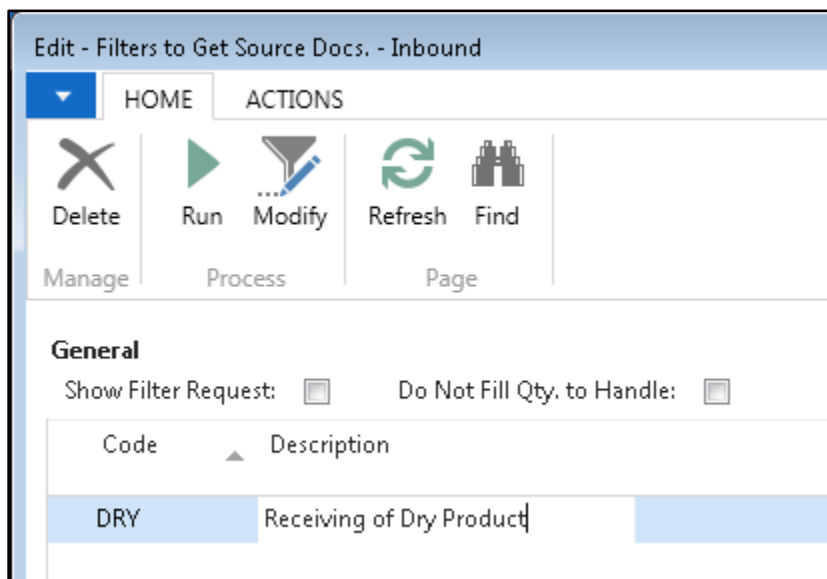 Edit - Filters to Get Source Docs. - Inbound
HOME ACTIONS
Delete Run Modify Refresh Find
Manage Process Page
General
Show Filter Request: Do Not Fill Qty. to Handle:
Code Description
DRY Receiving of Dry Product